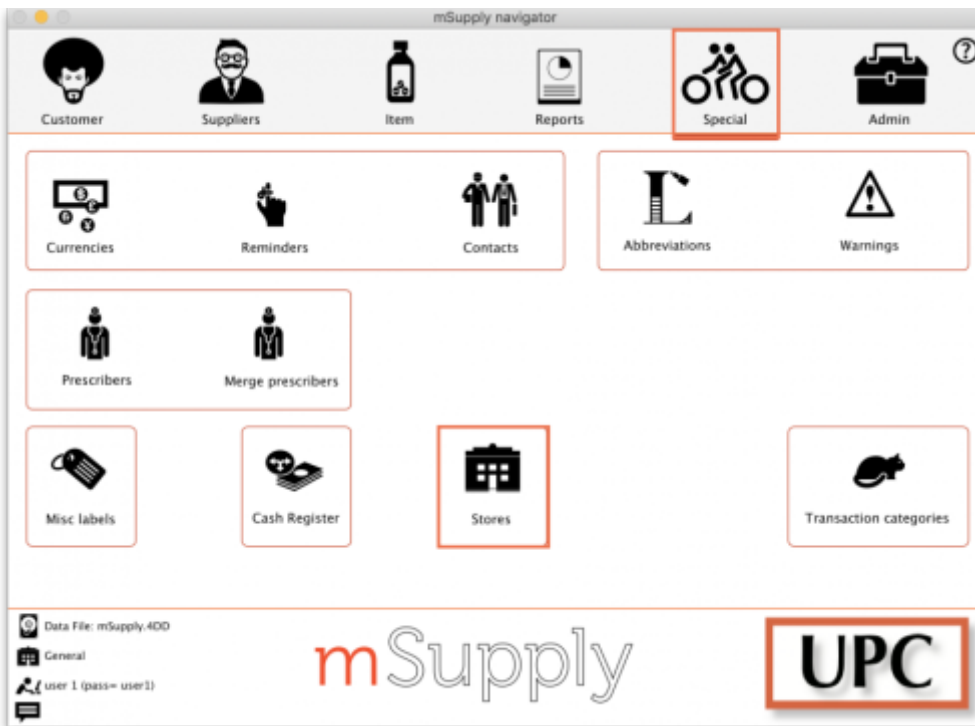 mSupply navigator
Customer Suppliers Item Reports Special Admin ?
Currencies Reminders Contacts Abbreviations Warnings
Prescribers Merge prescribers
Misc labels Cash Register Stores Transaction categories
Data File: mSupply.4DD
General
user 1 (pass= user1)
mSupply
UPC